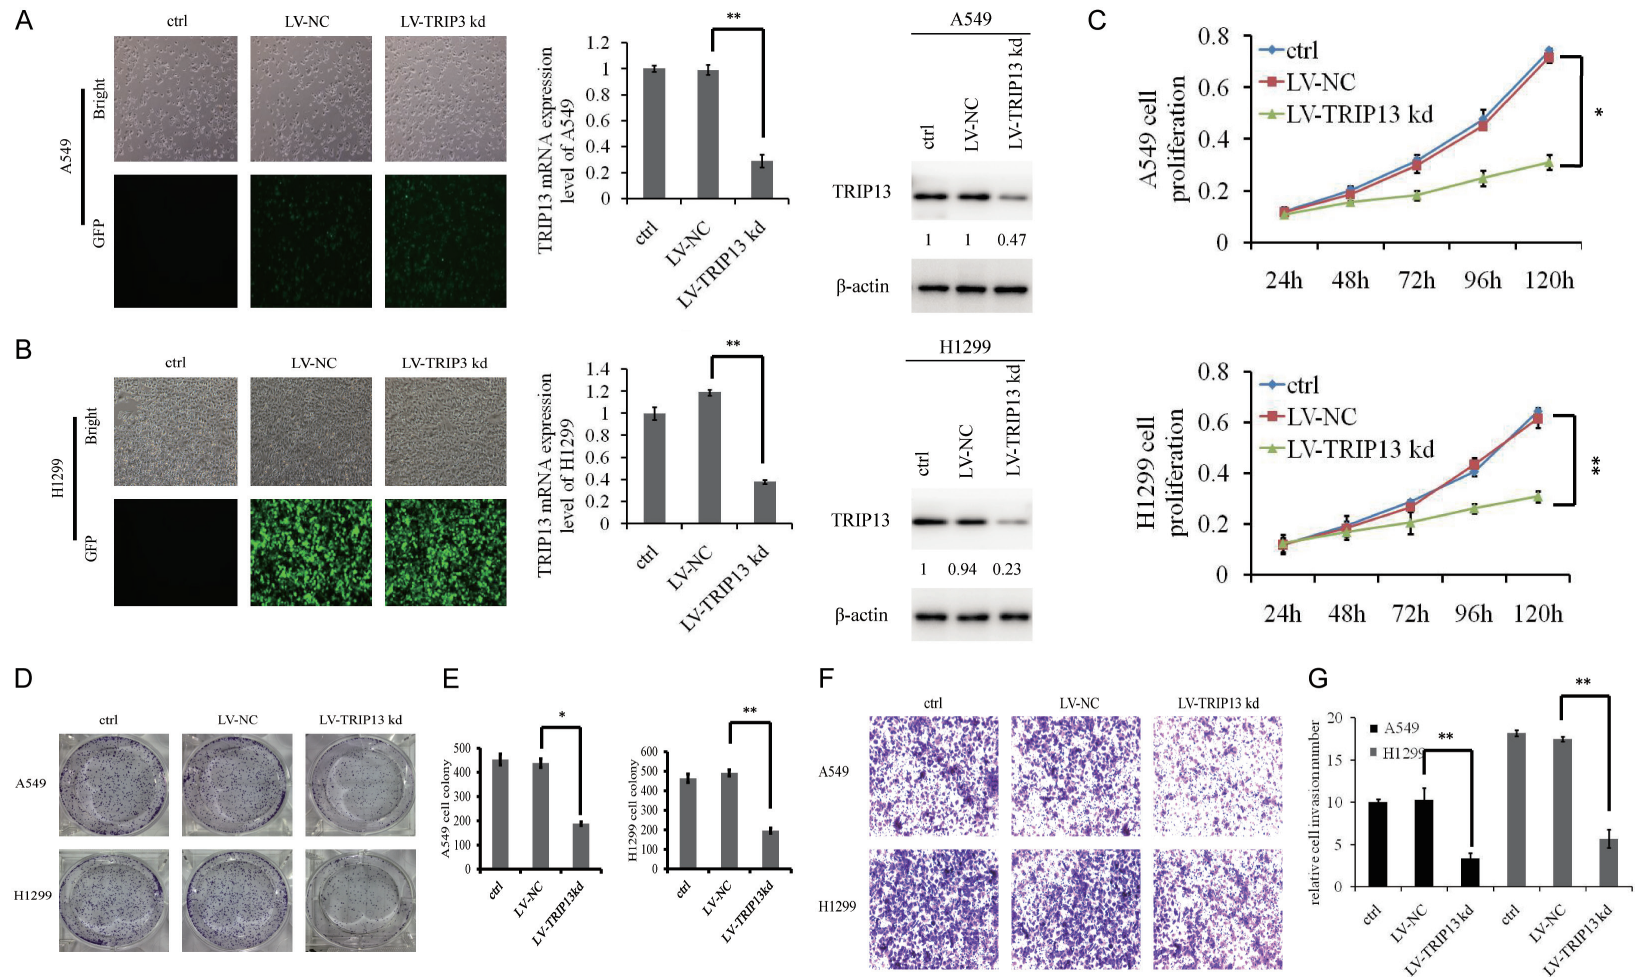 A
ctrl
LV-NC
LV-TRIP3 kd
A549
Bright
GFP
TRIP13 mRNA expression
level of A549
1.2
1
0.8
0.6
0.4
0.2
0
**
ctrl
LV-NC
LV-TRIP13 kd
A549
ctrl
LV-NC
LV-TRIP13 kd
TRIP13
1 1 0.47
β-actin
C
A549 cell
proliferation
0.8
0.6
0.4
0.2
0
ctrl
LV-NC
LV-TRIP13 kd
*
24h 48h 72h 96h 120h
B
ctrl
LV-NC
LV-TRIP3 kd
H1299
Bright
GFP
TRIP13 mRNA expression
level of H1299
1.4
1.2
1
0.8
0.6
0.4
0.2
0
**
ctrl
LV-NC
LV-TRIP13 kd
H1299
ctrl
LV-NC
LV-TRIP13 kd
TRIP13
1 0.94 0.23
β-actin
H1299 cell
proliferation
0.8
0.6
0.4
0.2
0
ctrl
LV-NC
LV-TRIP13 kd
**
24h 48h 72h 96h 120h
D
ctrl
LV-NC
LV-TRIP13 kd
A549
H1299
E
A549 cell colony
500
400
300
200
100
0
*
ctrl
LV-NC
LV-TRIP13kd
H1299 cell colony
600
500
400
300
200
100
0
**
ctrl
LV-NC
LV-TRIP13kd
F
ctrl
LV-NC
LV-TRIP13 kd
A549
H1299
G
relative cell invasion number
20
15
10
5
0
A549
H1299
**
**
ctrl
LV-NC
LV-TRIP13kd
ctrl
LV-NC
LV-TRIP13kd